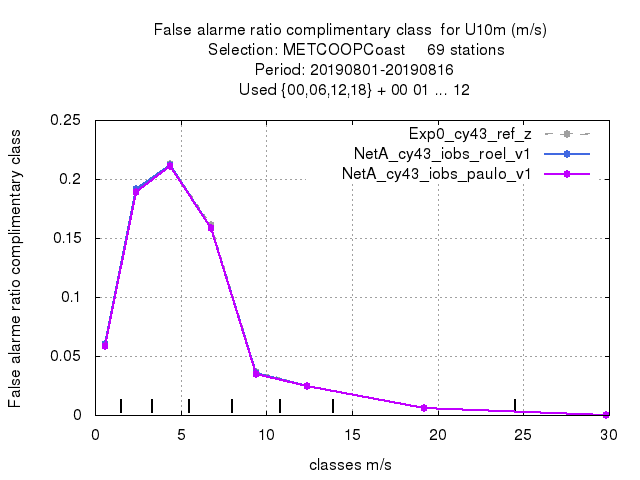 False alarme ratio complimentary class  for U10m (m/s)
Selection: METCOOPCoast     69 stations
Period: 20190801-20190816
Used {00,06,12,18} + 00 01 ... 12
Exp0_cy43_ref_z
NetA_cy43_iobs_roel_v1
NetA_cy43_iobs_paulo_v1
False alarme ratio complimentary class
0.25
0.2
0.15
0.1
0.05
0
0 5 10 15 20 25 30
classes m/s